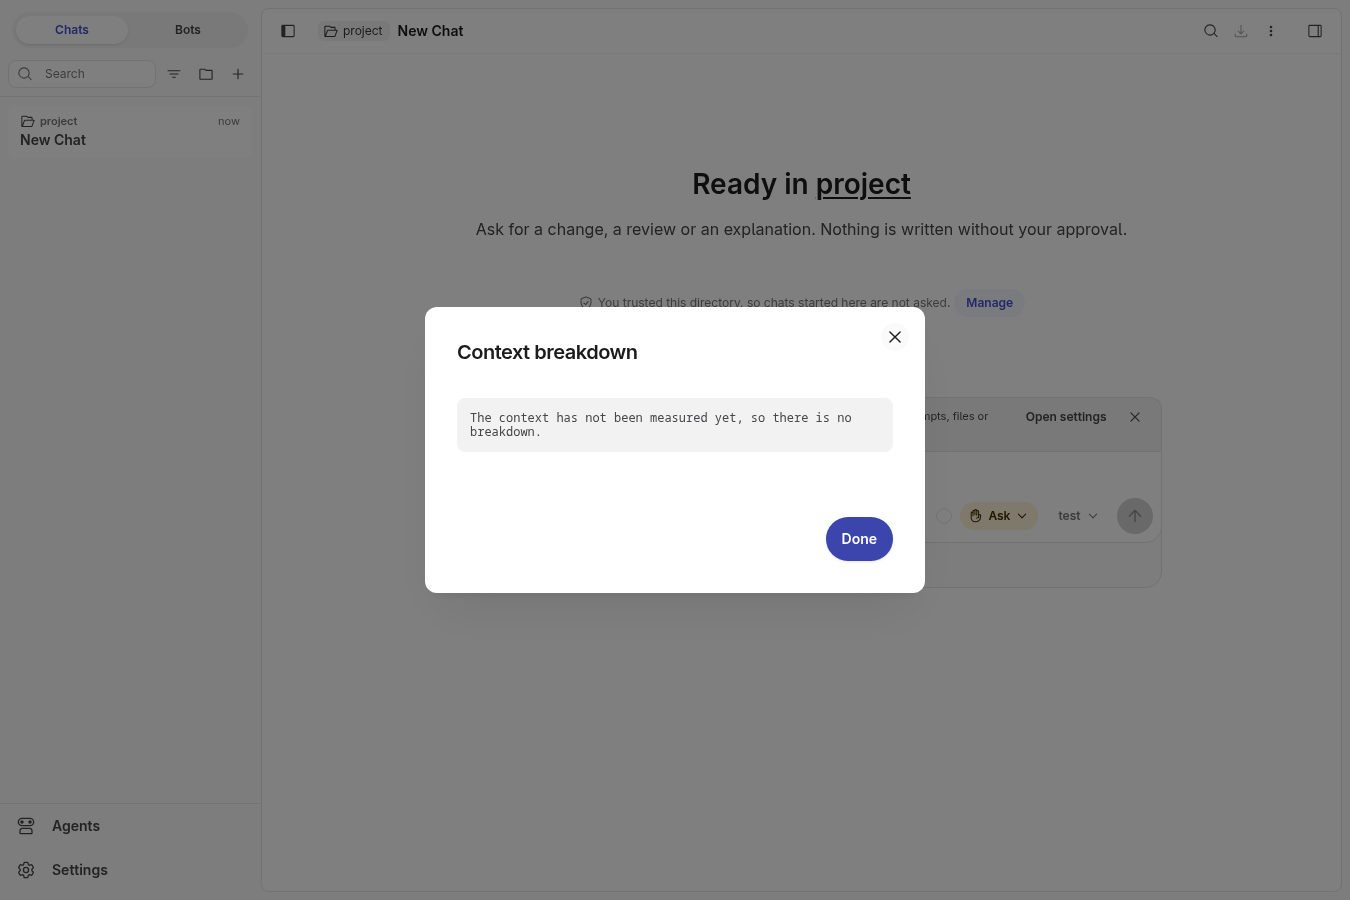 Chats
Bots
Search
project
now
New Chat
Agents
Settings
project New Chat
Ready in project
Ask for a change, a review or an explanation. Nothing is written without your approval.
You trusted this directory, so chats started here are not asked. Manage
Context breakdown
The context has not been measured yet, so there is no
breakdown.
Done
files or
Open settings
Ask
test